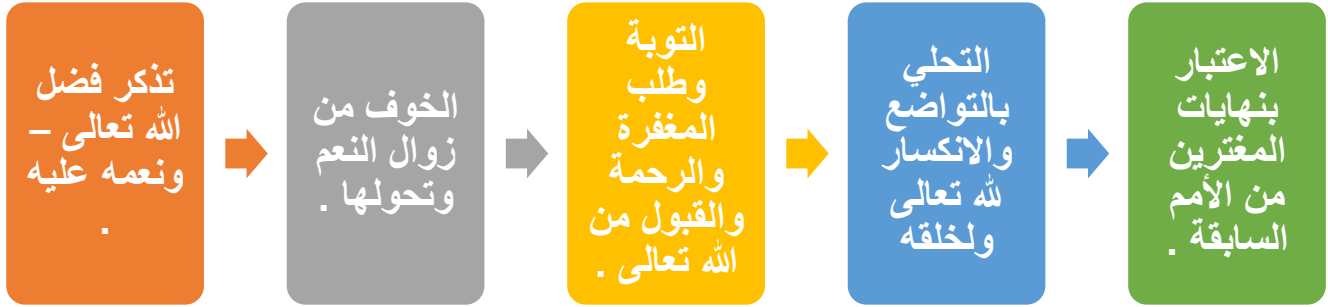 تذكر فضل
الله تعالى –
ونعمه عليه
.
الخوف من
زوال النعم
وتحولها .
التوبة
وطلب
المغفرة
والرحمة
والقبول من
الله تعالى .
التحلي
بالتواضع
والانكسار
لله تعالى
ولخلقه
الاعتبار
بنهايات
المغترين
من الأمم
السابقة .